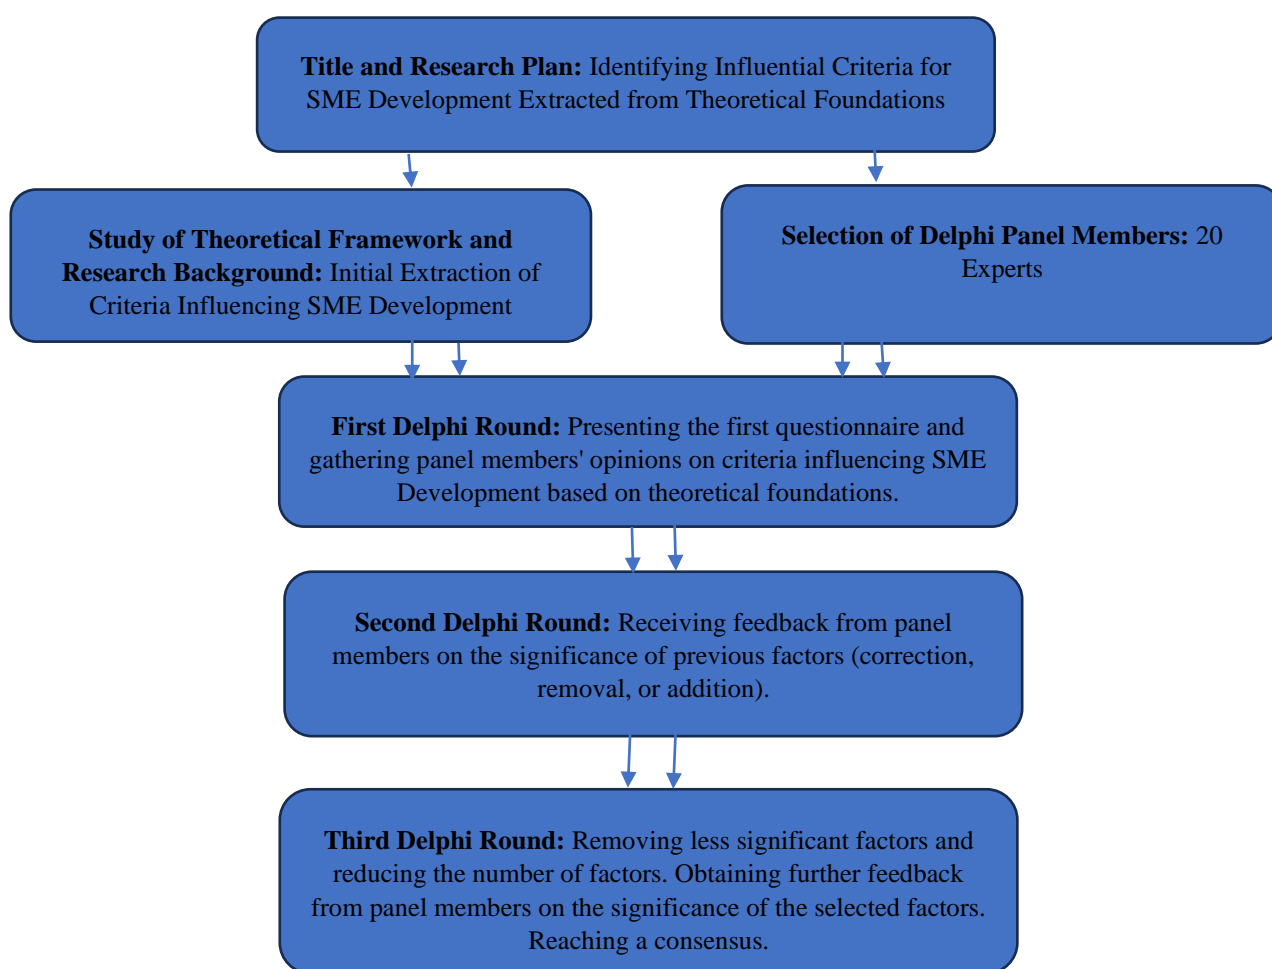 Title and Research Plan: Identifying Influential Criteria for
SME Development Extracted from Theoretical Foundations
Study of Theoretical Framework and
Research Background: Initial Extraction of
Criteria Influencing SME Development
Selection of Delphi Panel Members: 20
Experts
First Delphi Round: Presenting the first questionnaire and
gathering panel members' opinions on criteria influencing SME
Development based on theoretical foundations.
Second Delphi Round: Receiving feedback from panel
members on the significance of previous factors (correction,
removal, or addition).
Third Delphi Round: Removing less significant factors and
reducing the number of factors. Obtaining further feedback
from panel members on the significance of the selected factors.
Reaching a consensus.